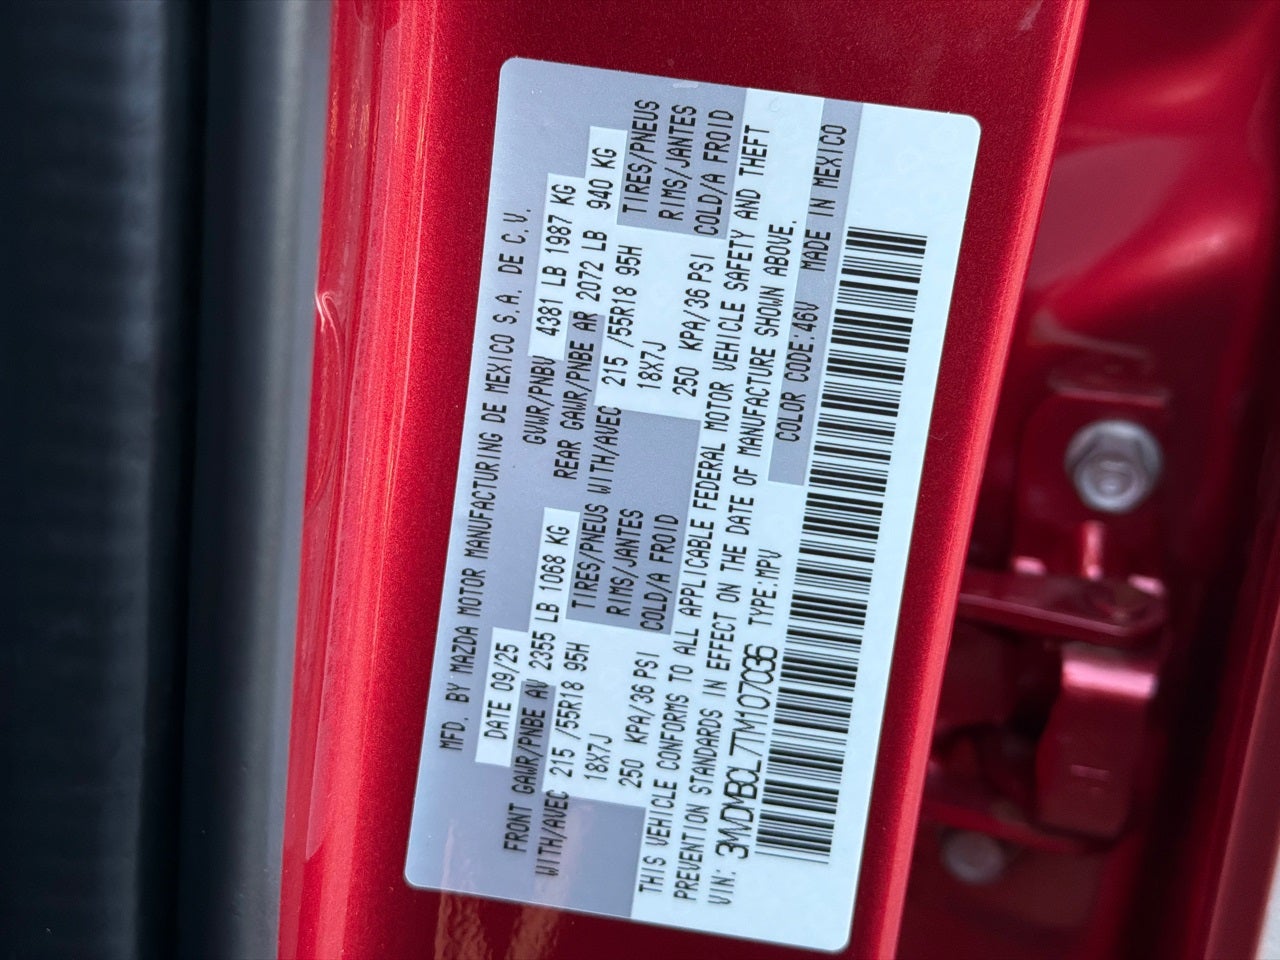 MFD. BY MAZDA MOTOR MANUFACTURING DE MEXICO S.A. DE C.V.
DATE 09/25 GVWR/PNBV 4381 LB 1987 KG
FRONT GAWR/PNBE AV 2355 LB 1068 KG REAR GAWR/PNBE AR 2072 LB 940 KG
WITH/AVEC 215 /55R18 95H TIRES/PNEUS WITH/AVEC 215 /55R18 95H TIRES/PNEUS
18X7J RIMS/JANTES 18X7J RIMS/JANTES
250 KPA/36 PSI COLD/A FROID 250 KPA/36 PSI COLD/A FROID
THIS VEHICLE CONFORMS TO ALL APPLICABLE FEDERAL MOTOR VEHICLE SAFETY AND THEFT
PREVENTION STANDARDS IN EFFECT ON THE DATE OF MANUFACTURE SHOWN ABOVE.
VIN: 3MVDMBCL7TM107036 TYPE:MPV COLOR CODE:46V MADE IN MEXICO